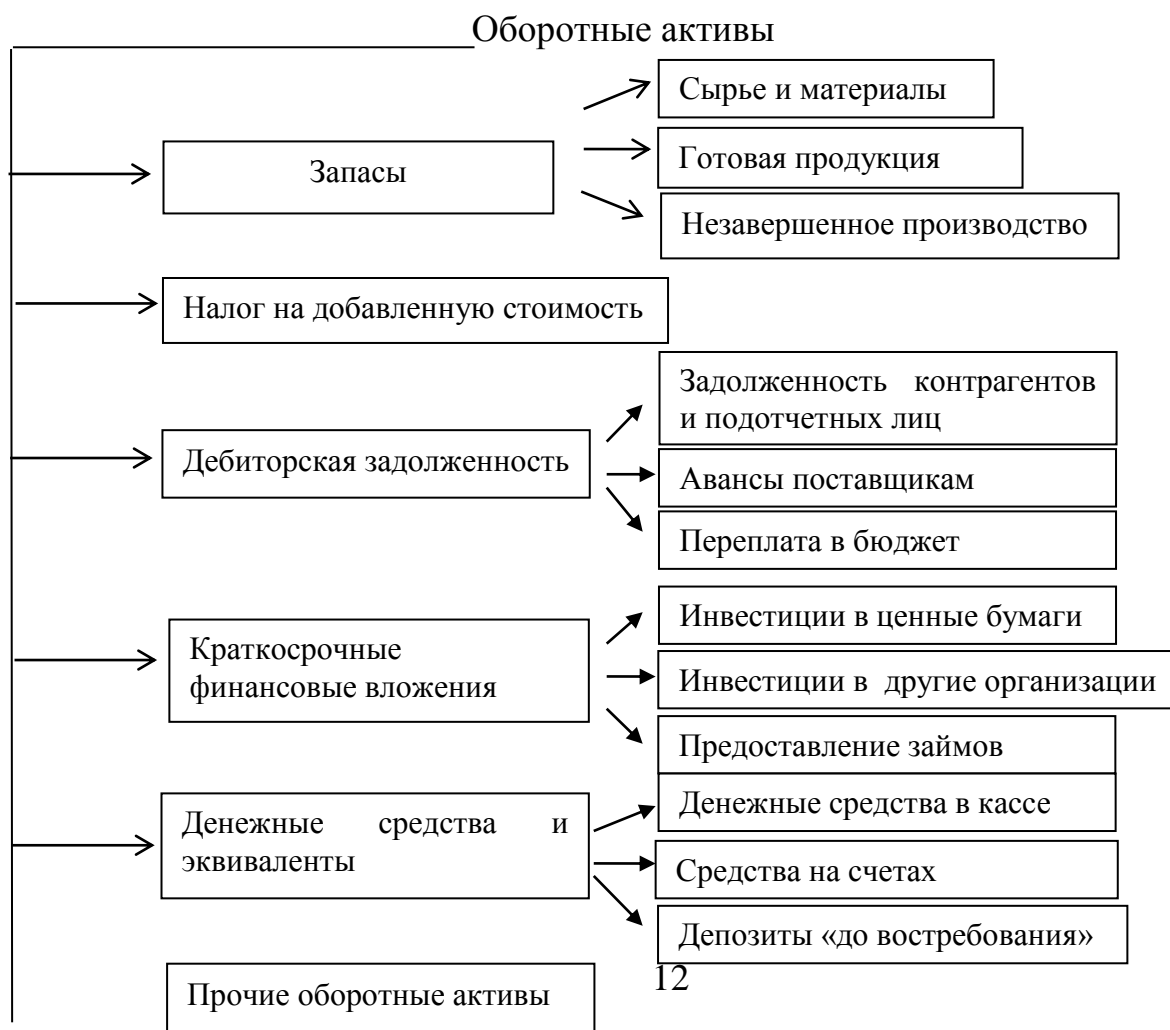 Оборотные активы
Сырье и материалы
Запасы
Готовая продукция
Незавершенное производство
Налог на добавленную стоимость
Задолженность контрагентов
и подотчетных лиц
Дебиторская задолженность
Авансы поставщикам
Переплата в бюджет
Инвестиции в ценные бумаги
Краткосрочные
финансовые вложения
Инвестиции в другие организации
Предоставление займов
Денежные средства в кассе
Денежные средства и
эквиваленты
Средства на счетах
Депозиты «до востребования»
12
Прочие оборотные активы